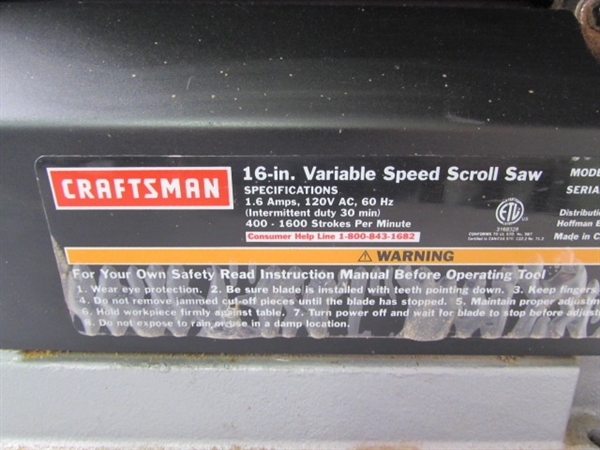 CRAFTSMAN
16-in. Variable Speed Scroll Saw
SPECIFICATIONS
1.6 Amps, 120V AC, 60 Hz
(Intermittent duty 30 min)
400 - 1600 Strokes Per Minute
Consumer Help Line 1-800-843-1682
ETL
3160328
MODE
SERIA
Distributi
Hoffman E
Made in C
WARNING
For Your Own Safety Read Instruction Manual Before Operating Tool
1. Wear eye protection. 2. Be sure blade is installed with teeth pointing down. 3. Keep fingers
4. Do not remove jammed cut-off pieces until the blade has stopped. 5. Maintain proper adjustm
6. Hold workpiece firmly against table. 7. Turn power off and wait for blade to stop before adjust
8. Do not expose to rain or use in a damp location.